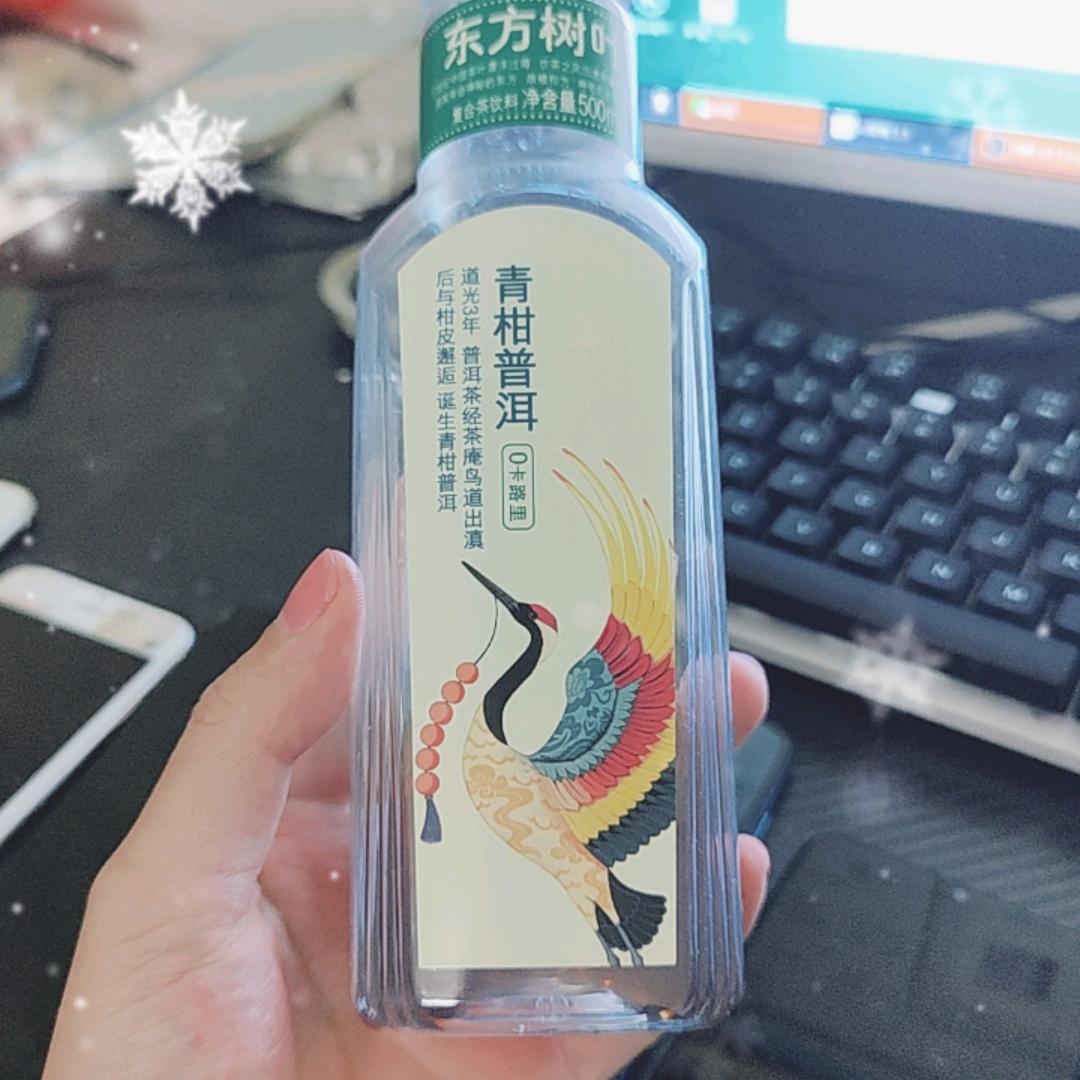 东方树叶
复合茶饮料 净含量500m
青柑普洱
0卡路里
道光3年 普洱茶经茶庵鸟道出滇
后与柑皮邂逅 诞生青柑普洱